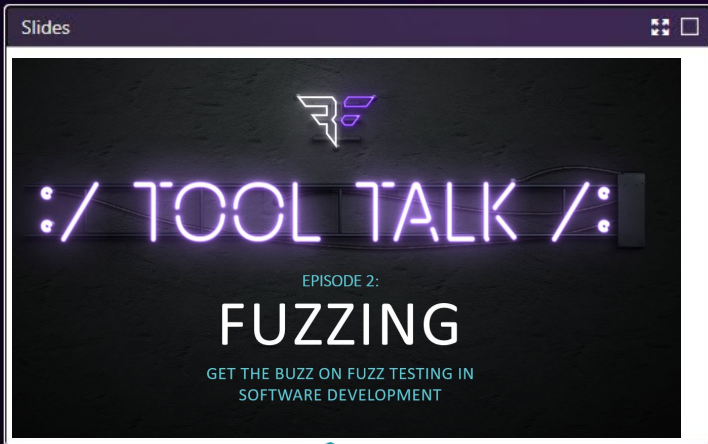 Slides
:/ TOOL TALK /:
EPISODE 2:
FUZZING
GET THE BUZZ ON FUZZ TESTING IN
SOFTWARE DEVELOPMENT